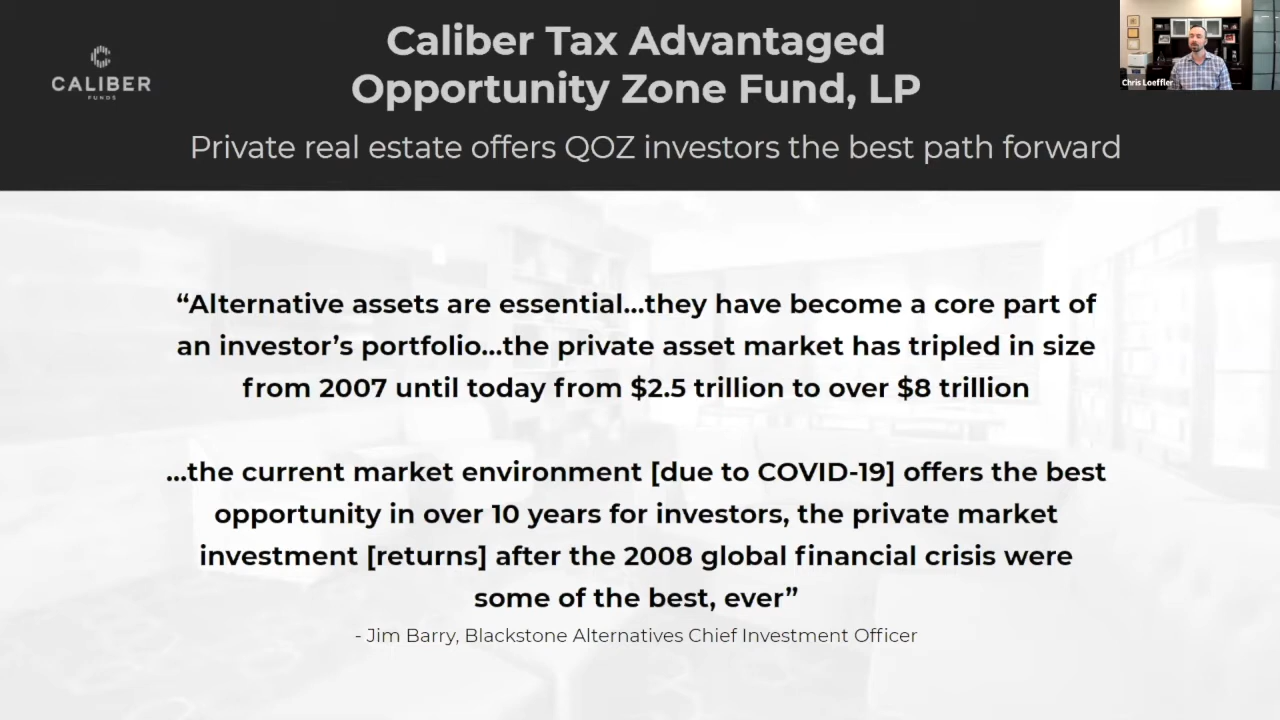 CALIBER
FUNDS
Caliber Tax Advantaged
Opportunity Zone Fund, LP
Private real estate offers QOZ investors the best path forward
Chris Loeffler
“Alternative assets are essential...they have become a core part of
an investor’s portfolio...the private asset market has tripled in size
from 2007 until today from $2.5 trillion to over $8 trillion
...the current market environment [due to COVID-19] offers the best
opportunity in over 10 years for investors, the private market
investment [returns] after the 2008 global financial crisis were
some of the best, ever”
- Jim Barry, Blackstone Alternatives Chief Investment Officer